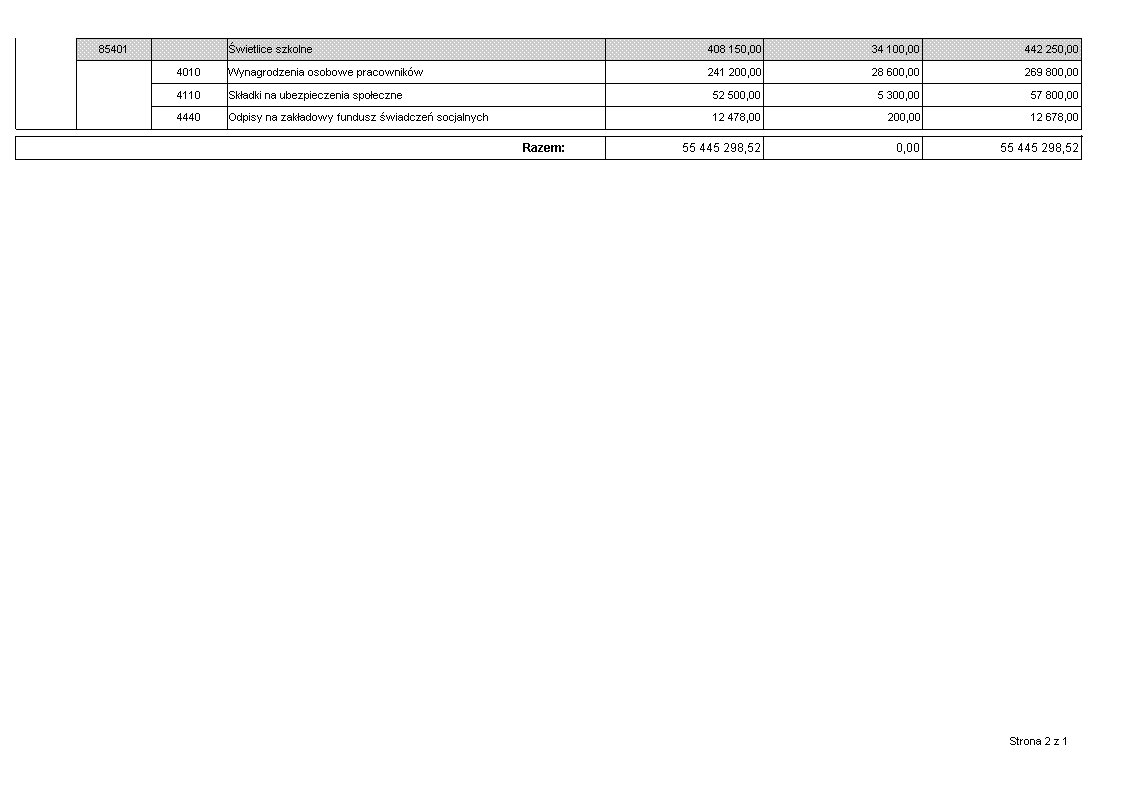 85401 Świetlice szkolne 408 150,00 34 100,00 442 250,00
4010 Wynagrodzenia osobowe pracowników 241 200,00 28 600,00 269 800,00
4110 Składki na ubezpieczenia społeczne 52 500,00 5 300,00 57 800,00
4440 Odpisy na zakładowy fundusz świadczeń socjalnych 12 478,00 200,00 12 678,00
Razem: 55 445 298,52 0,00 55 445 298,52
Strona 2 z 1